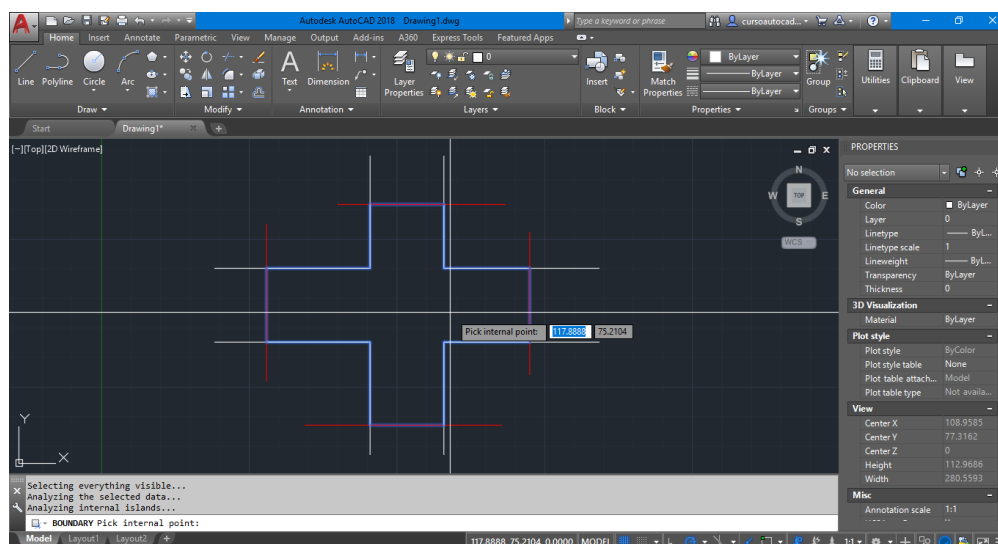 Autodesk AutoCAD 2018 Drawing1.dwg
Type a keyword or phrase
cursoautocad...
Home Insert Annotate Parametric View Manage Output Add-ins A360 Express Tools Featured Apps
0
ByLayer
Line Polyline Circle Arc
Text Dimension
Layer Properties
Insert
Match Properties
ByLayer
ByLayer
Group
Utilities Clipboard View
Draw Modify Annotation Layers Block Properties Groups
Start Drawing1*
[−][Top][2D Wireframe]
N
W TOP E
S
WCS
Pick internal point: 117.8888 75.2104
Y
X
PROPERTIES
No selection
General
Color ByLayer
Layer 0
Linetype ByL...
Linetype scale 1
Lineweight ByL...
Transparency ByLayer
Thickness 0
3D Visualization
Material ByLayer
Plot style
Plot style ByColor
Plot style table None
Plot table attach... Model
Plot table type Not availa...
View
Center X 108.9585
Center Y 77.3162
Center Z 0
Height 112.9686
Width 280.5593
Misc
Annotation scale 1:1
Selecting everything visible...
Analyzing the selected data...
Analyzing internal islands...
BOUNDARY Pick internal point:
Model Layout1 Layout2 +
117.8888, 75.2104, 0.0000 MODEL 1:1